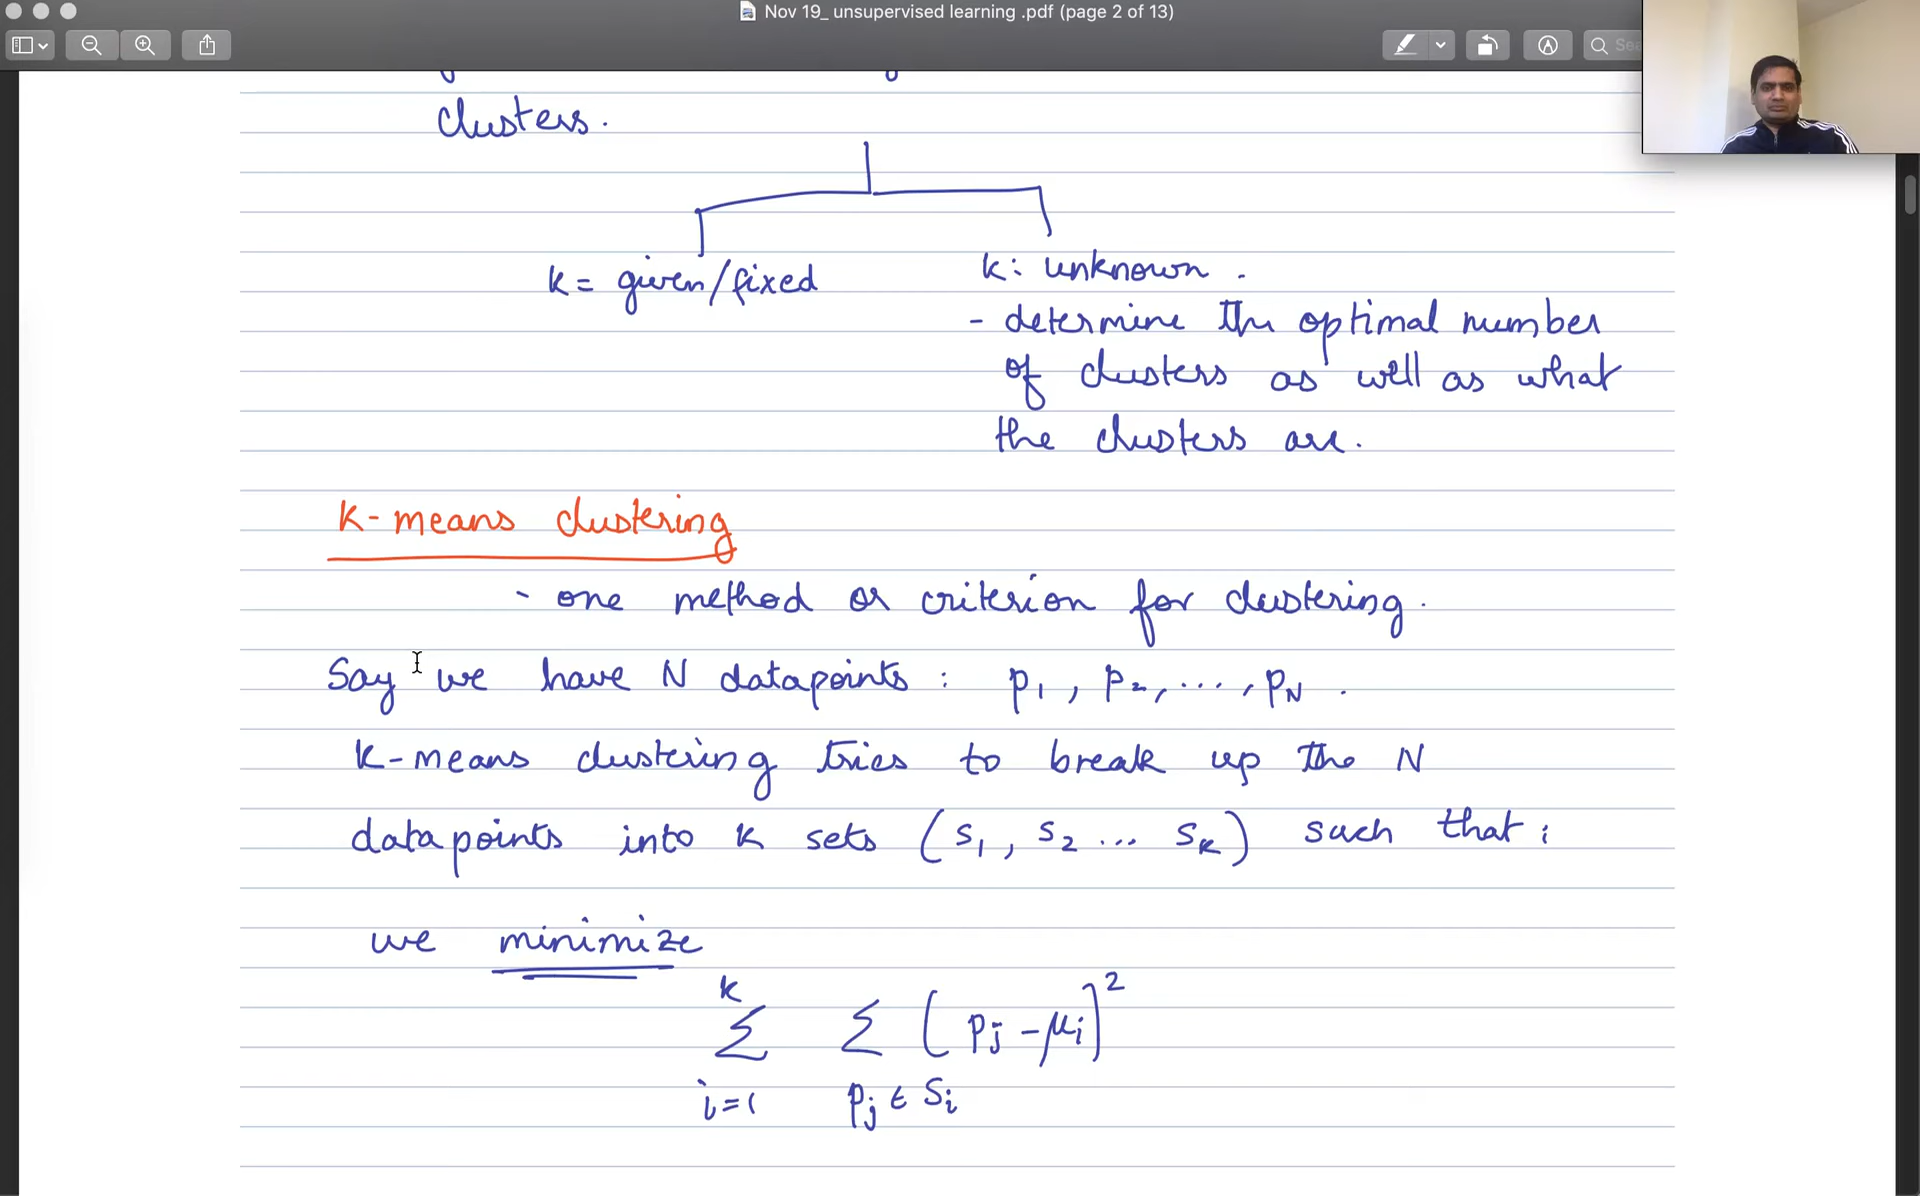 Nov 19_ unsupervised learning .pdf (page 2 of 13)
clusters.
k = given/fixed
k: unknown.
- determine the optimal number
of clusters as well as what
the clusters are.
k-means clustering
- one method or criterion for clustering.
Say we have N datapoints : p₁, p₂, ..., p_N .
k-means clustering tries to break up the N
datapoints into k sets (S₁, S₂ ... S_k) such that :
we minimize
k
Σ Σ (pj - μi)²
i=1 pj ∈ Si